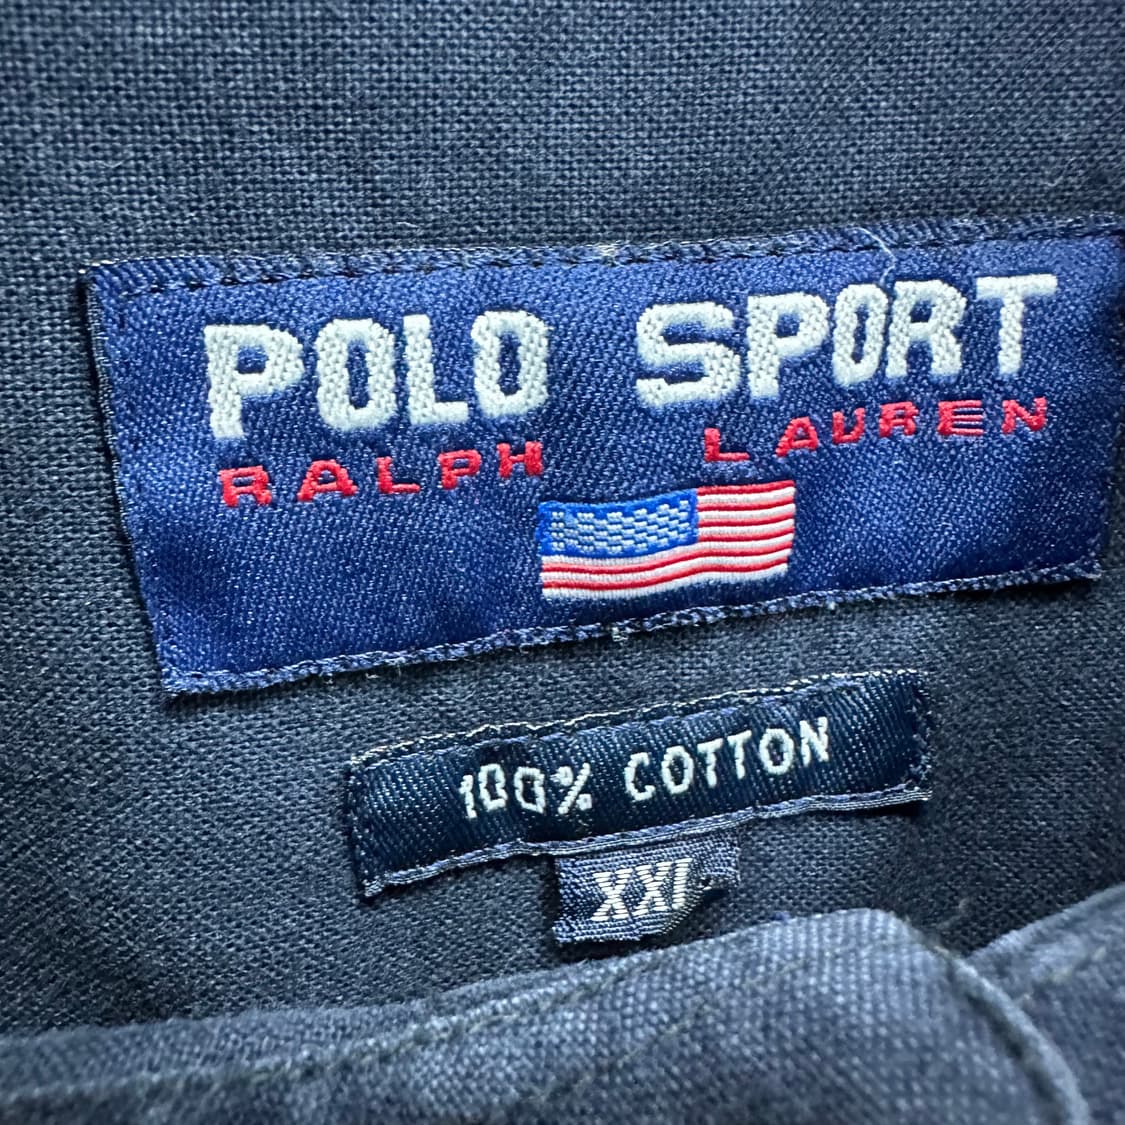 POLO SPORT
RALPH LAUREN
100% COTTON
XXL